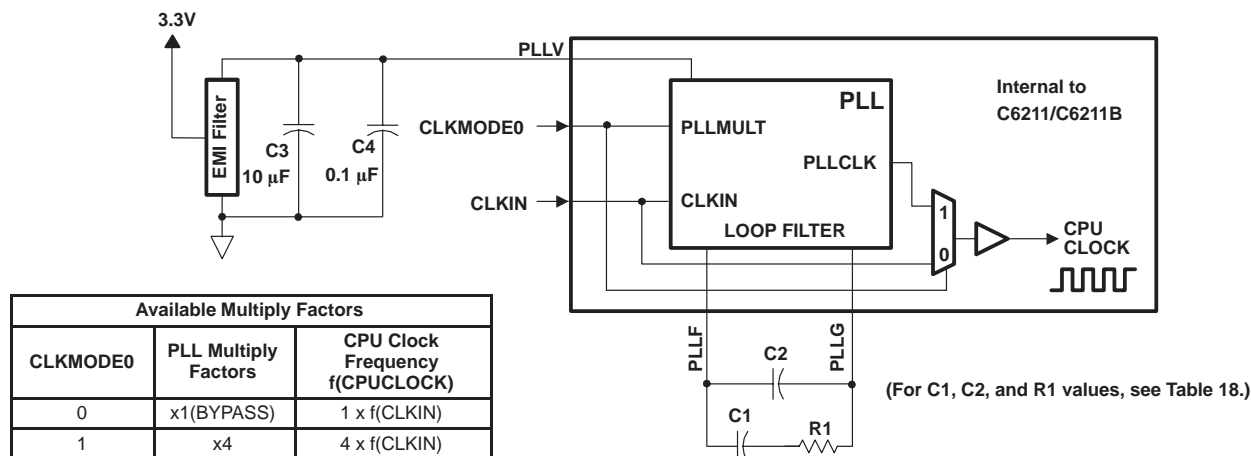 3.3V
PLLV
EMI Filter
C3
10 µF
C4
0.1 µF
CLKMODE0
CLKIN
Internal to
C6211/C6211B
PLL
PLLMULT
PLLCLK
CLKIN
LOOP FILTER
1
0
CPU
CLOCK
PLLF
PLLG
C2
C1
R1
(For C1, C2, and R1 values, see Table 18.)
Available Multiply Factors
CLKMODE0
PLL Multiply
Factors
CPU Clock
Frequency
f(CPUCLOCK)
0
x1(BYPASS)
1 x f(CLKIN)
1
x4
4 x f(CLKIN)